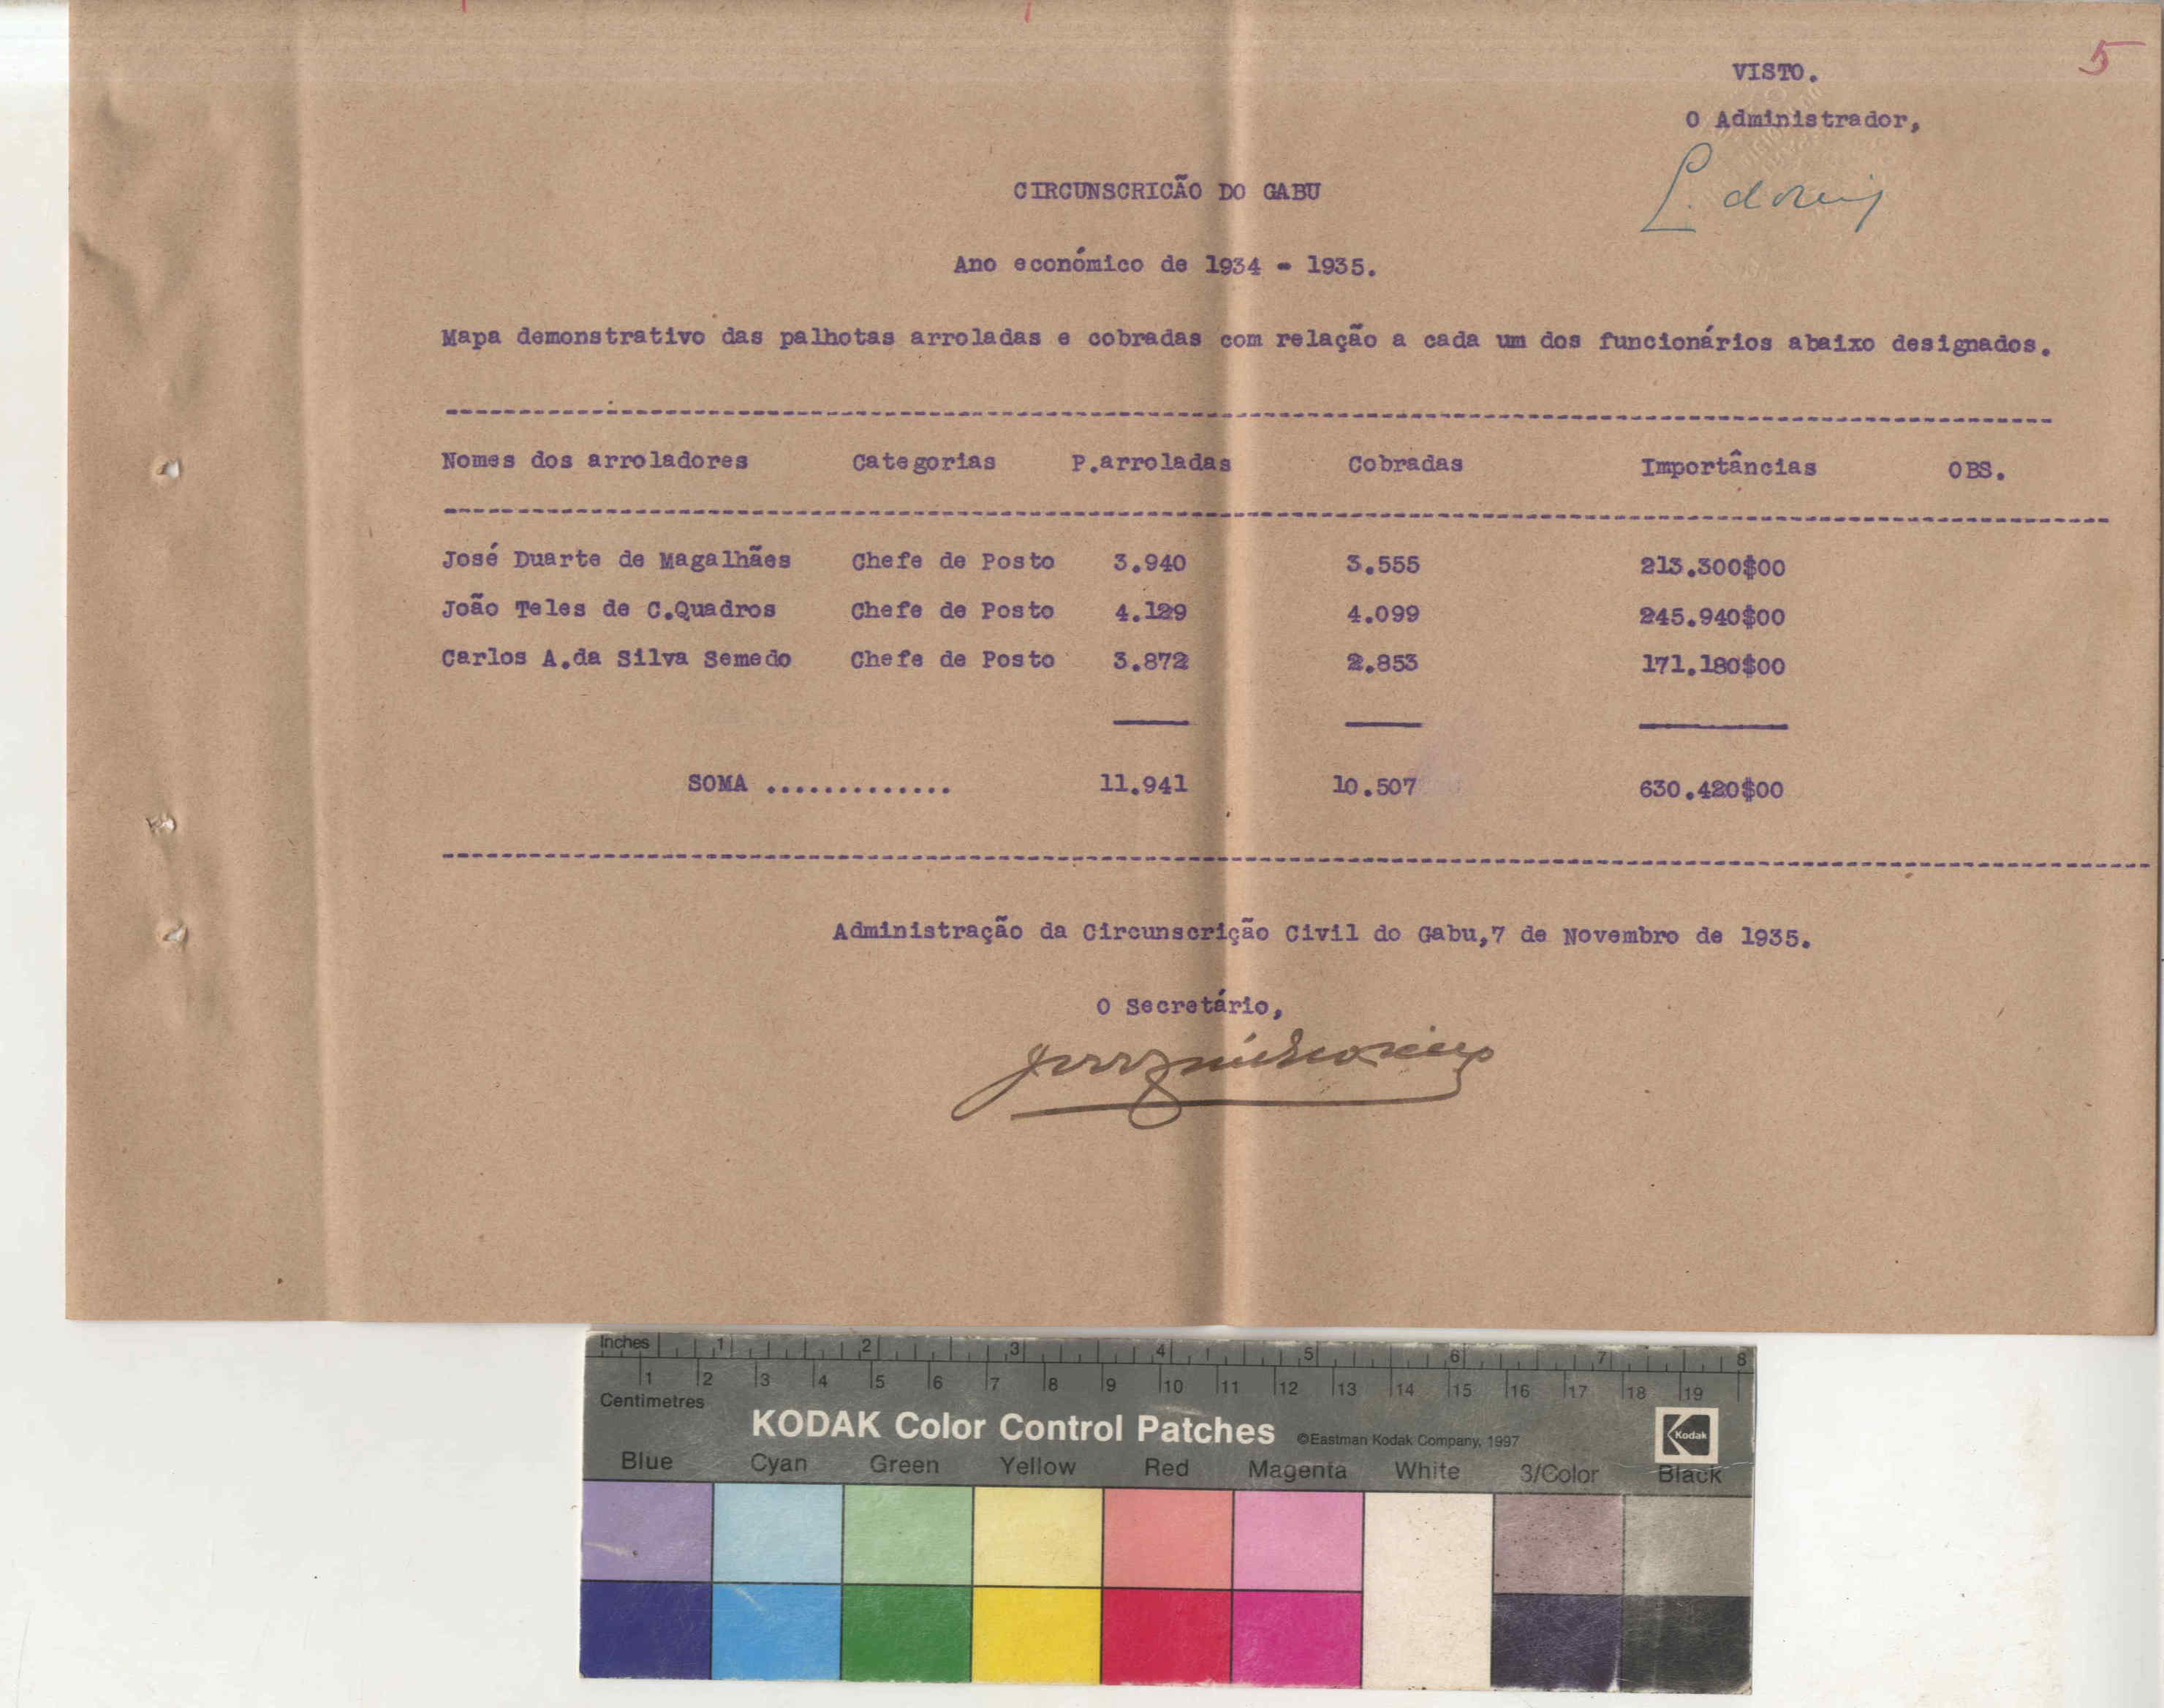 5
VISTO.
O Administrador,
CIRCUNSCRICÃO DO GABU
Ano económico de 1934 - 1935.
Mapa demonstrativo das palhotas arroladas e cobradas com relação a cada um dos funcionários abaixo designados.
Nomes dos arroladores Categorias P.arroladas Cobradas Importâncias OBS.
José Duarte de Magalhães Chefe de Posto 3.940 3.555 213.300$00
João Teles de C.Quadros Chefe de Posto 4.129 4.099 245.940$00
Carlos A.da Silva Semedo Chefe de Posto 3.872 2.853 171.180$00
SOMA ............. 11.941 10.507 630.420$00
Administração da Circunscrição Civil do Gabu,7 de Novembro de 1935.
O Secretário,
Inches 1 2 3 4 5 6 7 8
1 2 3 4 5 6 7 8 9 10 11 12 13 14 15 16 17 18 19
Centimetres
KODAK Color Control Patches ©Eastman Kodak Company, 1997 Kodak
Blue Cyan Green Yellow Red Magenta White 3/Color Black